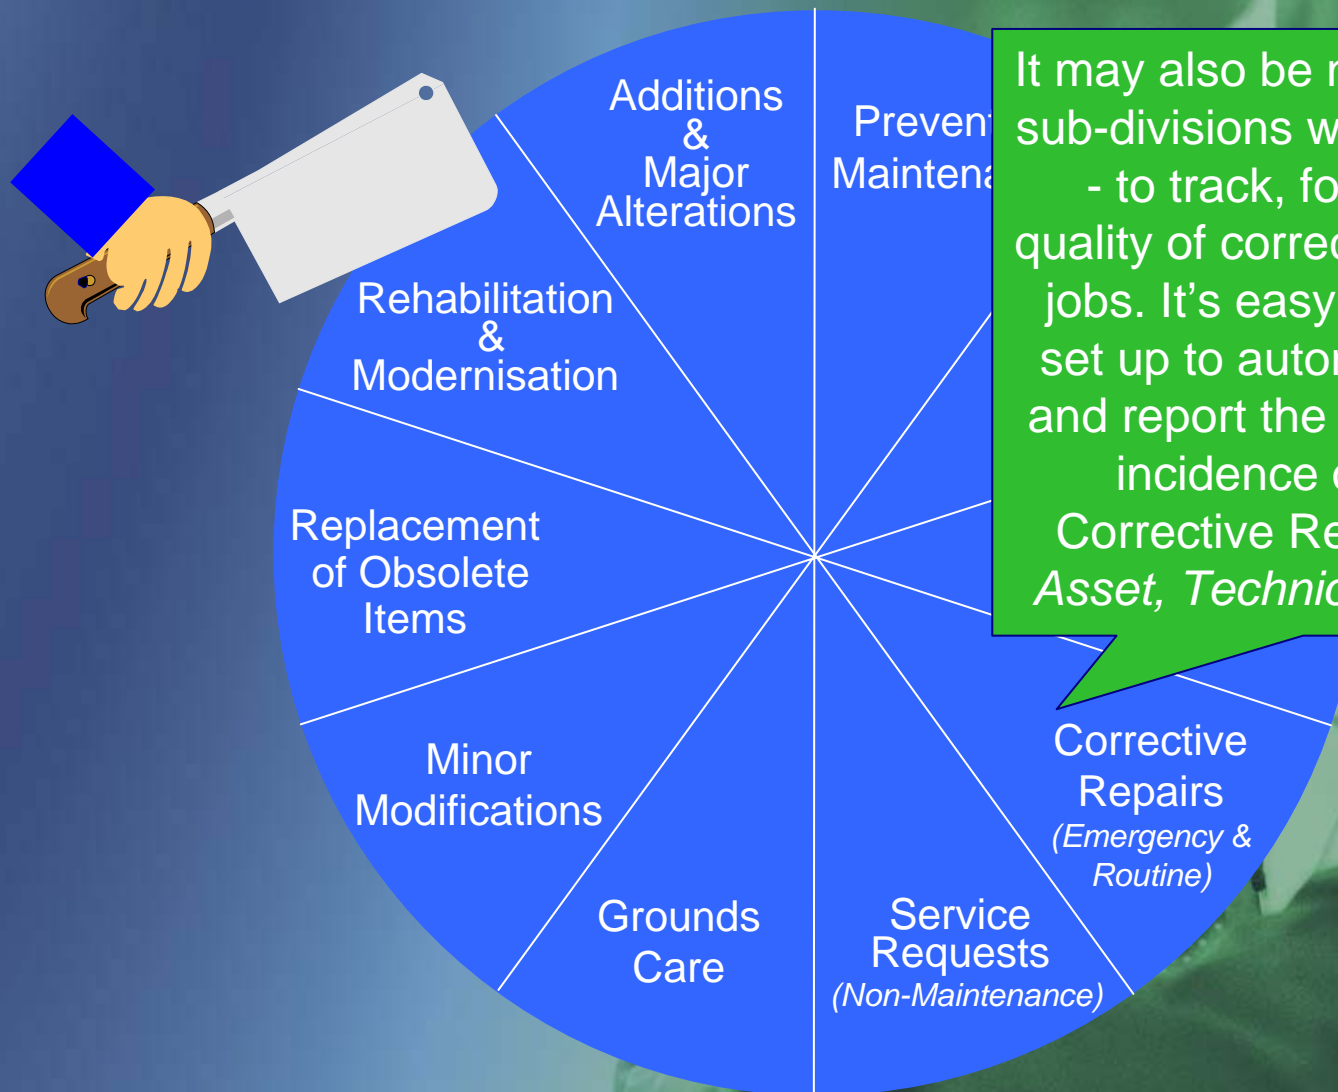 Additions
&
Major
Alterations
Rehabilitation
&
Modernisation
Replacement
of Obsolete
Items
Minor
Modifications
Grounds
Care
Service
Requests
(Non-Maintenance)
Corrective
Repairs
(Emergency &
Routine)
It may also be
sub-divisions
- to track,
quality of
jobs. It's easy
set up to
and report the
incidence
Corrective
Asset,